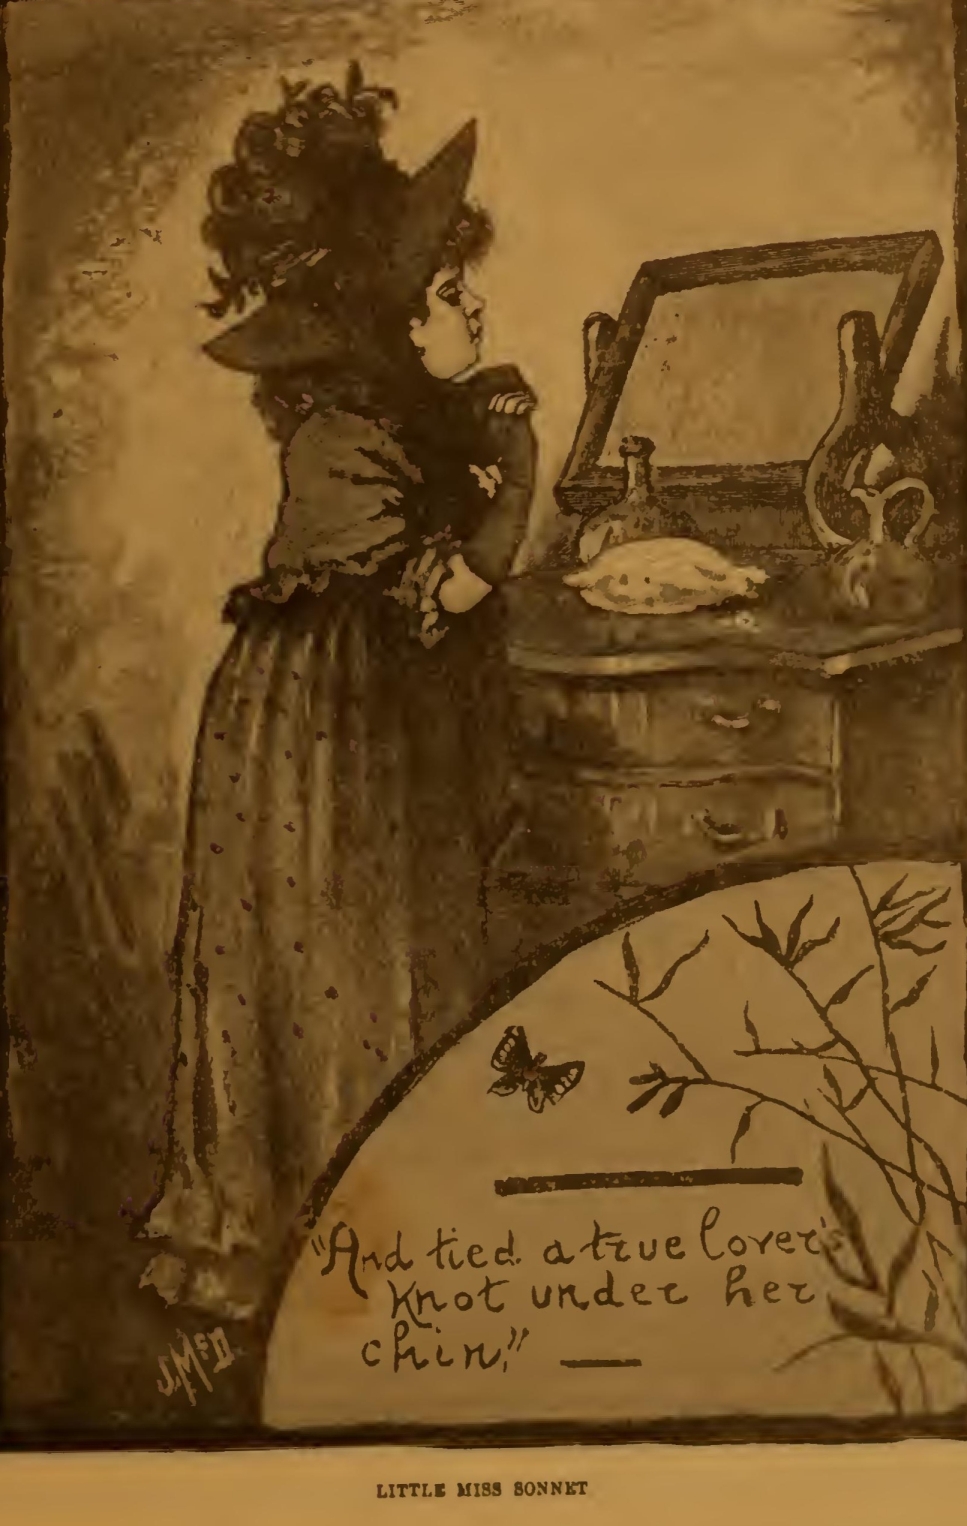 "And tied a true lover's
Knot under her
chin," —
J. McD.
LITTLE MISS SONNET